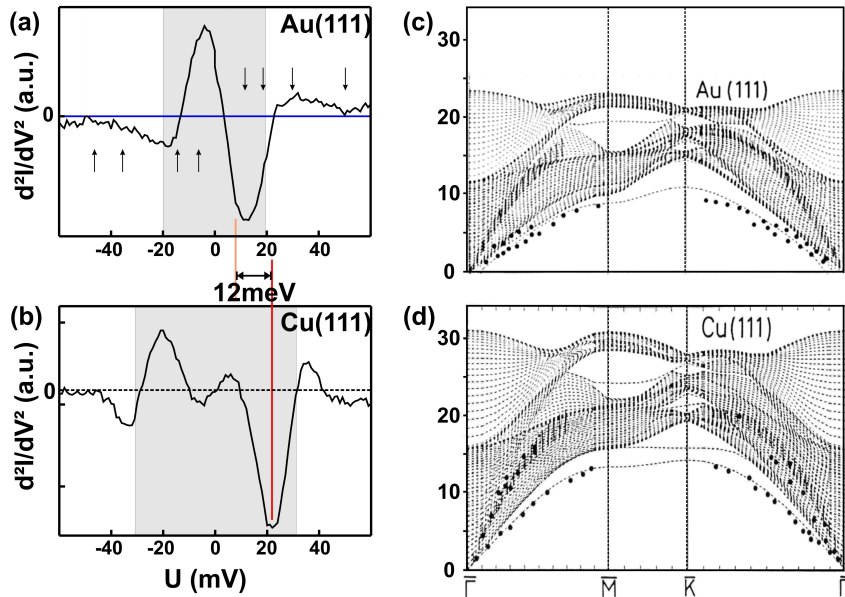 (a)
Au(111)
d²I/dV² (a.u.)
0
-40 -20 0 20 40
12meV
(b)
Cu(111)
d²I/dV² (a.u.)
0
-40 -20 0 20 40
U (mV)
(c)
30
20
10
0
Au (111)
(d)
30
20
10
0
Cu(111)
Γ̅ M̅ K̅ Γ̅